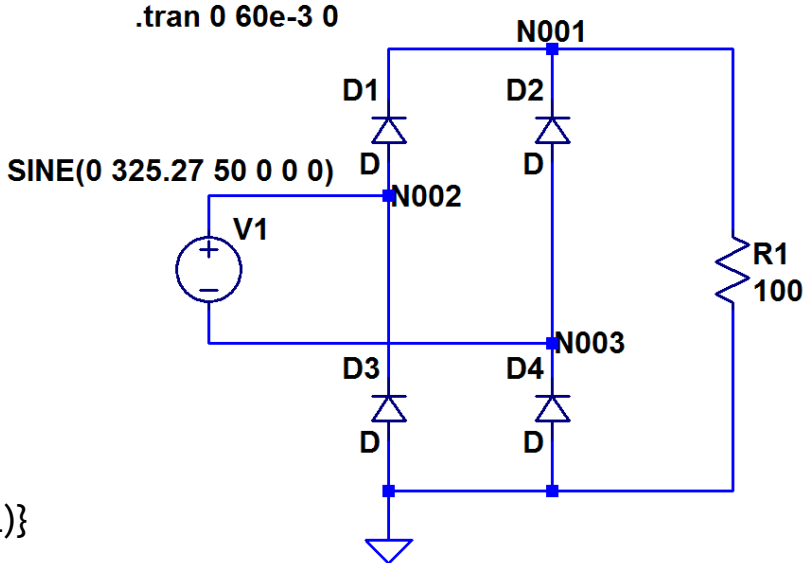 .tran 0 60e-3 0
N001
D1
D2
SINE(0 325.27 50 0 0 0)
D
D
N002
V1
R1
100
N003
D3
D4
D
D
)}